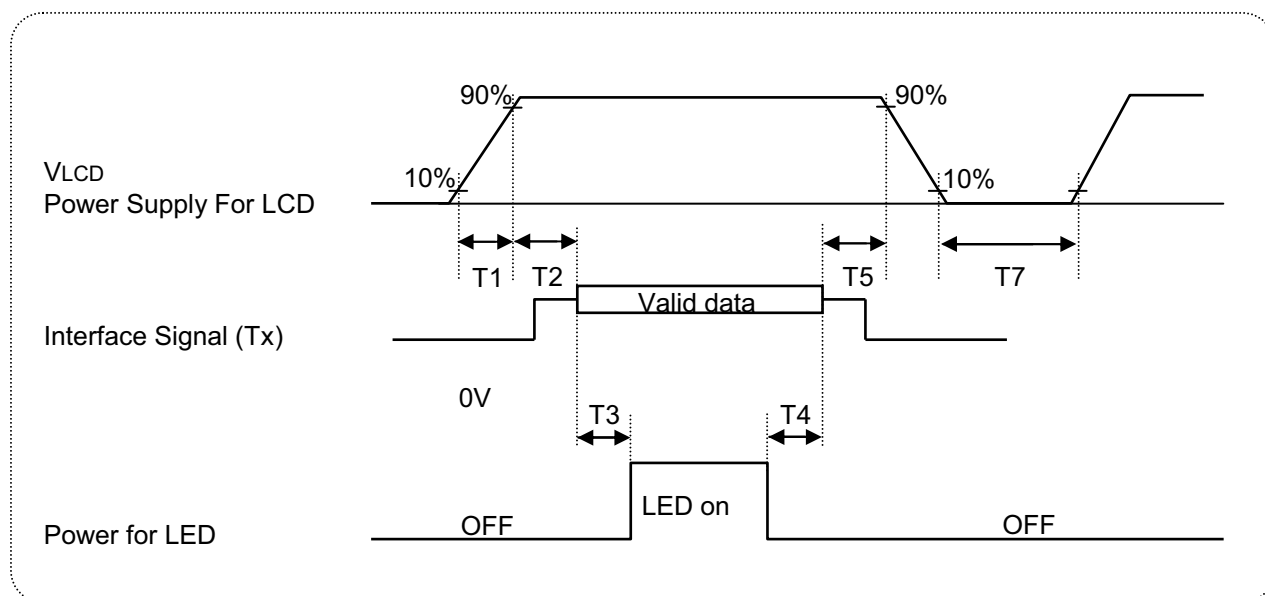 90%
90%
VLCD
10%
10%
Power Supply For LCD
T1
T2
T5
T7
Valid data
Interface Signal (Tx)
0V
T3
T4
LED on
Power for LED
OFF
OFF